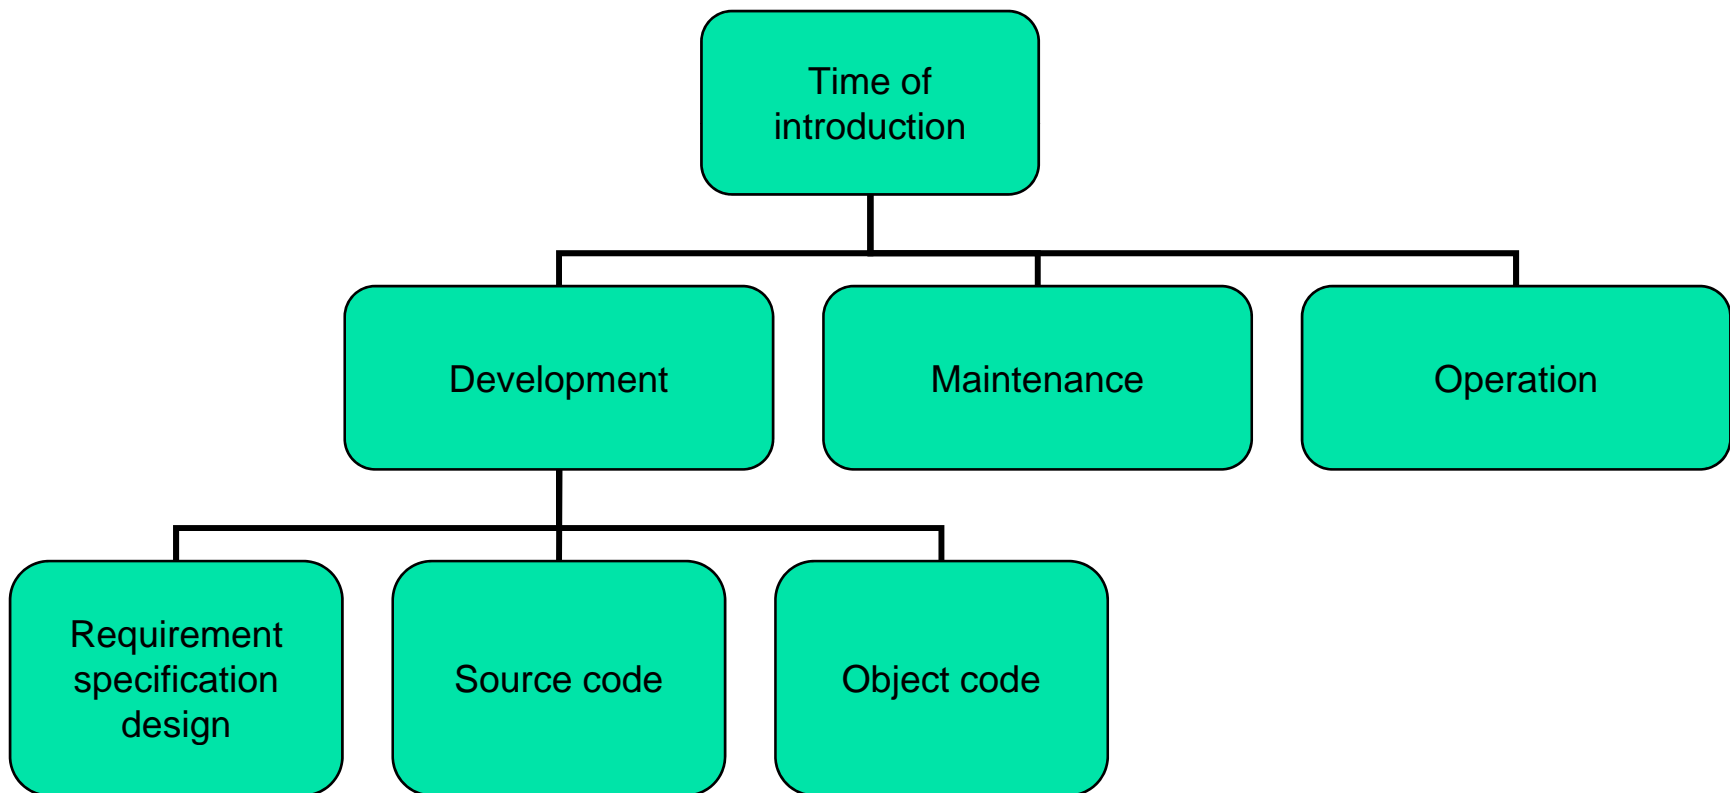 Time of
introduction
Development
Maintenance
Operation
Requirement
specification
design
Source code
Object code